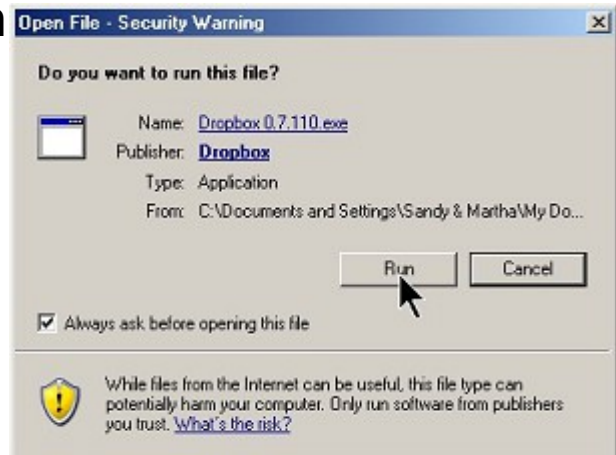 n
Open File - Security Warning
Do you want to run this file?
Name: Dropbox 0.7.110.exe
Publisher: Dropbox
Type: Application
From: C:\Documents and Settings\Sandy & Martha\My Do...
Run Cancel
Always ask before opening this file
While files from the Internet can be useful, this file type can
potentially harm your computer. Only run software from publishers
you trust. What's the risk?